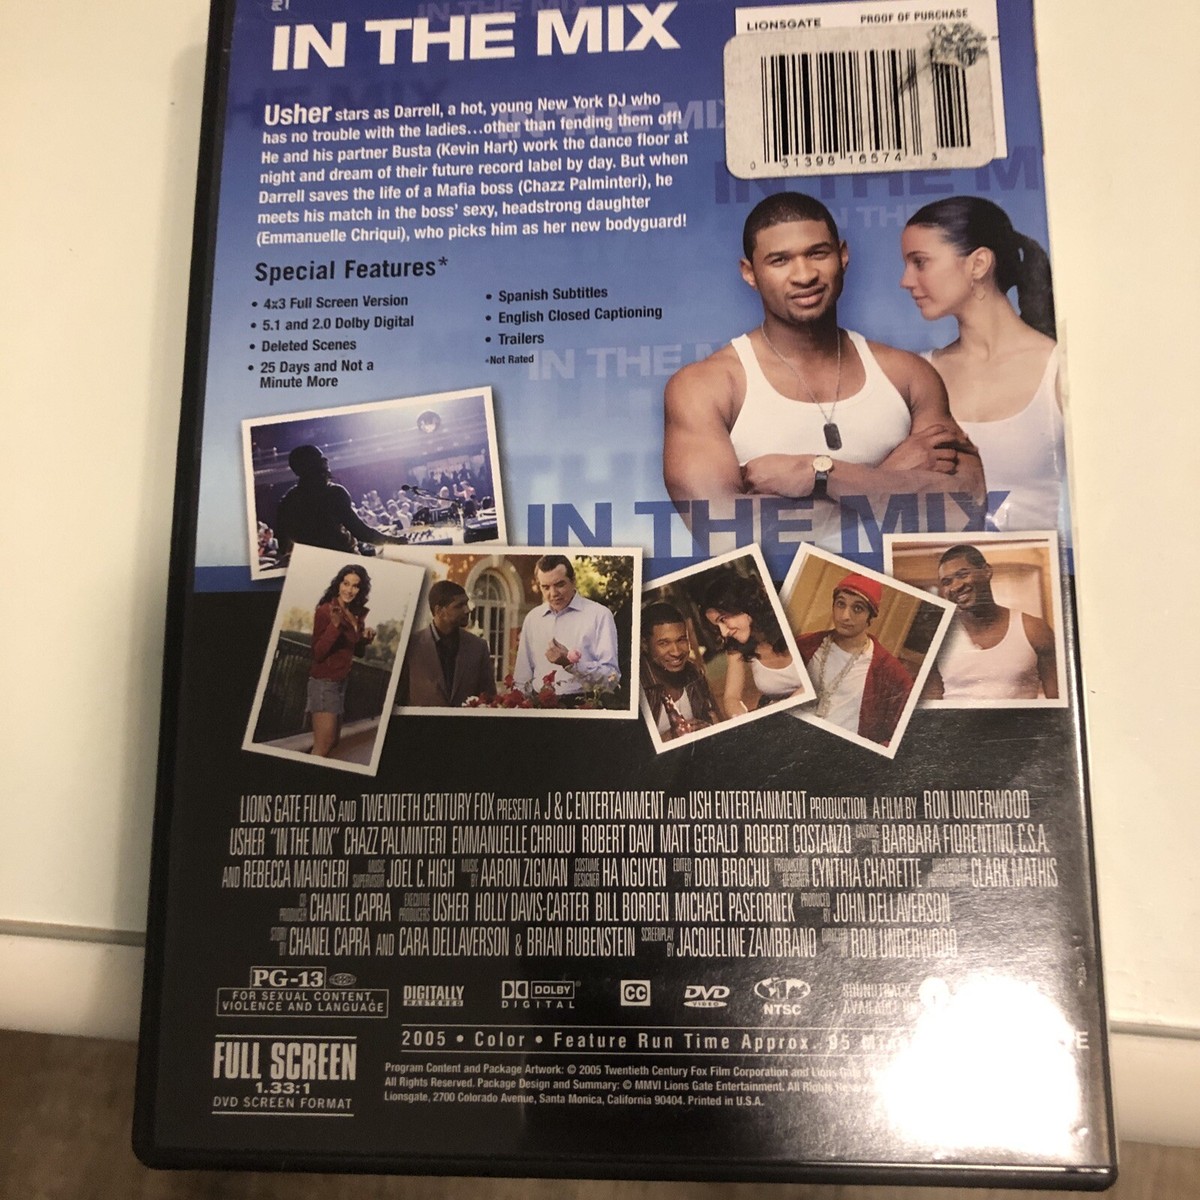 IN THE MIX
LIONSGATE PROOF OF PURCHASE
0 31398 16574 3
Usher stars as Darrell, a hot, young New York DJ who
has no trouble with the ladies...other than fending them off!
He and his partner Busta (Kevin Hart) work the dance floor at
night and dream of their future record label by day. But when
Darrell saves the life of a Mafia boss (Chazz Palminteri), he
meets his match in the boss' sexy, headstrong daughter
(Emmanuelle Chriqui), who picks him as her new bodyguard!
Special Features*
• 4x3 Full Screen Version
• 5.1 and 2.0 Dolby Digital
• Deleted Scenes
• 25 Days and Not a
Minute More
• Spanish Subtitles
• English Closed Captioning
• Trailers
*Not Rated
IN THE MIX
LIONS GATE FILMS AND TWENTIETH CENTURY FOX PRESENT A J & C ENTERTAINMENT AND USH ENTERTAINMENT PRODUCTION A FILM BY RON UNDERWOOD
USHER "IN THE MIX" CHAZZ PALMINTERI EMMANUELLE CHRIQUI ROBERT DAVI MATT GERALD ROBERT COSTANZO CASTING BY BARBARA FIORENTINO, C.S.A.
AND REBECCA MANGIERI MUSIC SUPERVISOR JOEL C. HIGH MUSIC BY AARON ZIGMAN COSTUME DESIGNER HA NGUYEN EDITED BY DON BROCHU PRODUCTION DESIGNER CYNTHIA CHARETTE CLARK MATHIS
CO PRODUCER CHANEL CAPRA EXECUTIVE PRODUCERS USHER HOLLY DAVIS-CARTER BILL BORDEN MICHAEL PASEORNEK PRODUCED BY JOHN DELLAVERSON
STORY BY CHANEL CAPRA AND CARA DELLAVERSON & BRIAN RUBENSTEIN SCREENPLAY BY JACQUELINE ZAMBRANO DIRECTED BY RON UNDERWOOD
PG-13
FOR SEXUAL CONTENT,
VIOLENCE AND LANGUAGE
DIGITALLY
MASTERED
DOLBY
DIGITAL
CC
DVD
VIDEO
NTSC
SOUNDTRACK
AVAILABLE
2005 • Color • Feature Run Time Approx. 95
FULL SCREEN
1.33:1
DVD SCREEN FORMAT
Program Content and Package Artwork: © 2005 Twentieth Century Fox Film Corporation and Lions Gate
All Rights Reserved. Package Design and Summary: © MMVI Lions Gate Entertainment. All Rights
Lionsgate, 2700 Colorado Avenue, Santa Monica, California 90404. Printed in U.S.A.